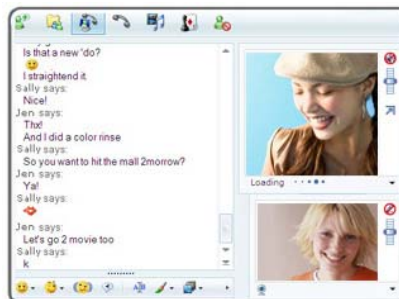 Is that a new 'do?
I straightend it.
Sally says:
Nice!
Jen says:
Thx!
And I did a color rinse
Sally says:
So you want to hit the mall 2morrow?
Jen says:
Ya!
Sally says:
Jen says:
Let's go 2 movie too
Sally says:
k
Loading